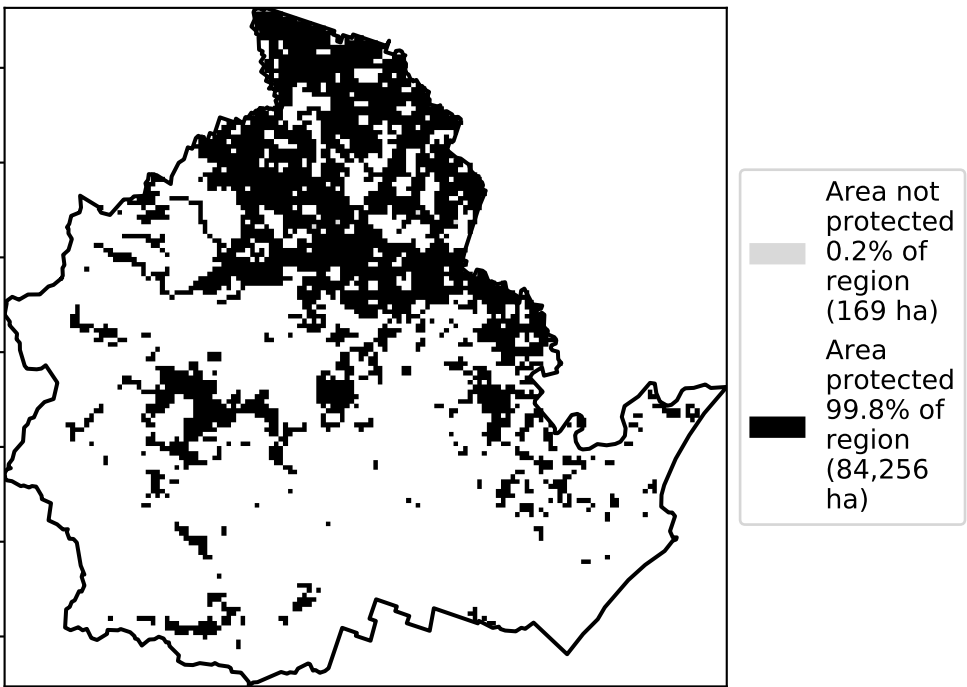 Area not
protected
0.2% of
region
(169 ha)
Area
protected
99.8% of
region
(84,256
ha)